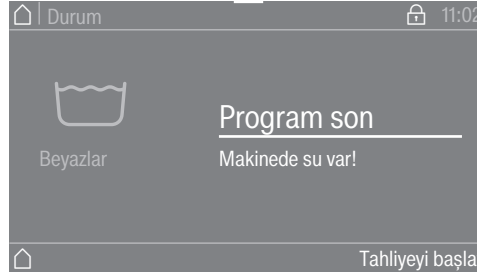 Durum
11:02
Program son
Beyazlar
Makinede su var!
Tahliyeyi başla